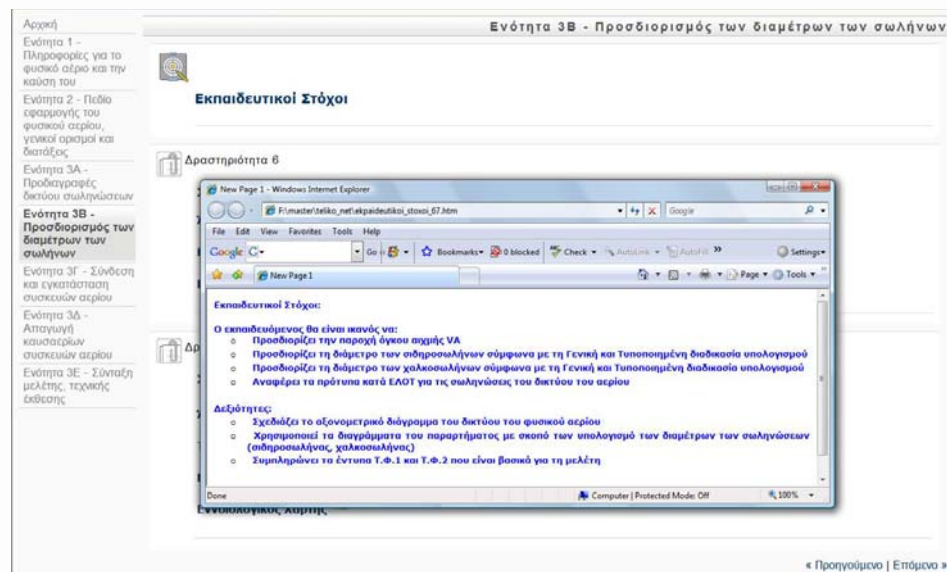 Αρχική
Ενότητα 1 -
Πληροφορίες για το
φυσικό αέριο και την
καύση του
Ενότητα 2 - Πεδίο
εφαρμογής του
φυσικού αερίου,
γενικοί ορισμοί και
διατάξεις
Ενότητα 3Α -
Προδιαγραφές
δικτύου σωληνώσεων
Ενότητα 3Β -
Προσδιορισμός των
διαμέτρων των
σωλήνων
Ενότητα 3Γ - Σύνδεση
και εγκατάσταση
συσκευών αερίου
Ενότητα 3Δ -
Απαγωγή
καυσαερίων
συσκευών αερίου
Ενότητα 3Ε - Σύνταξη
μελέτης, τεχνικής
έκθεσης
Ενότητα 3Β - Προσδιορισμός των διαμέτρων των σωλήνων
Εκπαιδευτικοί Στόχοι
Δραστηριότητα 6
New Page 1 - Windows Internet Explorer
F:\master\teliko_net\ekpaideutikoi_stoxoi_67.htm
Google
File Edit View Favorites Tools Help
Google G Go Bookmarks 0 blocked Check AutoLink AutoFill Settings
New Page 1 Page Tools
Εκπαιδευτικοί Στόχοι:
Ο εκπαιδευόμενος θα είναι ικανός να:
Προσδιορίζει την παροχή όγκου αιχμής VA
Προσδιορίζει τη διάμετρο των σιδηροσωλήνων σύμφωνα με τη Γενική και Τυποποιημένη διαδικασία υπολογισμού
Προσδιορίζει τη διάμετρο των χαλκοσωλήνων σύμφωνα με τη Γενική και Τυποποιημένη διαδικασία υπολογισμού
Αναφέρει τα πρότυπα κατά ΕΛΟΤ για τις σωληνώσεις του δικτύου του αερίου
Δεξιότητες:
Σχεδιάζει το αξονομετρικό διάγραμμα του δικτύου του φυσικού αερίου
Χρησιμοποιεί τα διαγράμματα του παραρτήματος με σκοπό των υπολογισμό των διαμέτρων των σωληνώσεων
(σιδηροσωλήνας, χαλκοσωλήνας)
Συμπληρώνει τα έντυπα Τ.Φ.1 και Τ.Φ.2 που είναι βασικά για τη μελέτη
Done Computer | Protected Mode: Off 100%
Εννοιολογικός Χάρτης
« Προηγούμενο | Επόμενο »